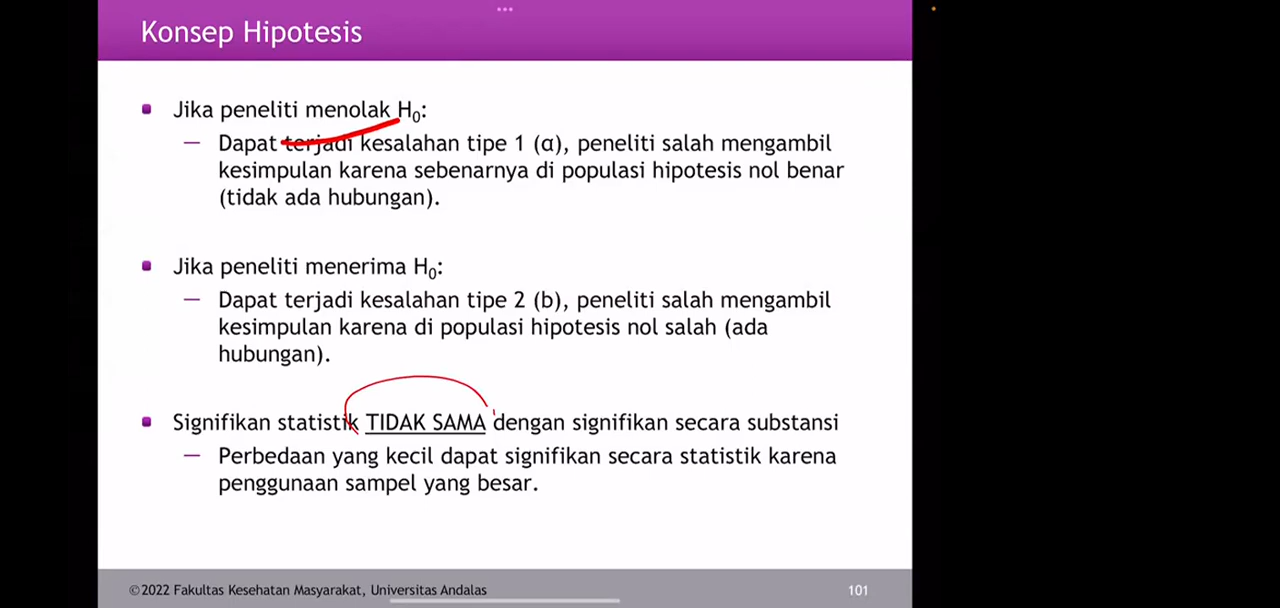 Konsep Hipotesis
Jika peneliti menolak H₀:
— Dapat terjadi kesalahan tipe 1 (α), peneliti salah mengambil
kesimpulan karena sebenarnya di populasi hipotesis nol benar
(tidak ada hubungan).
Jika peneliti menerima H₀:
— Dapat terjadi kesalahan tipe 2 (b), peneliti salah mengambil
kesimpulan karena di populasi hipotesis nol salah (ada
hubungan).
Signifikan statistik TIDAK SAMA dengan signifikan secara substansi
— Perbedaan yang kecil dapat signifikan secara statistik karena
penggunaan sampel yang besar.
©2022 Fakultas Kesehatan Masyarakat, Universitas Andalas
101